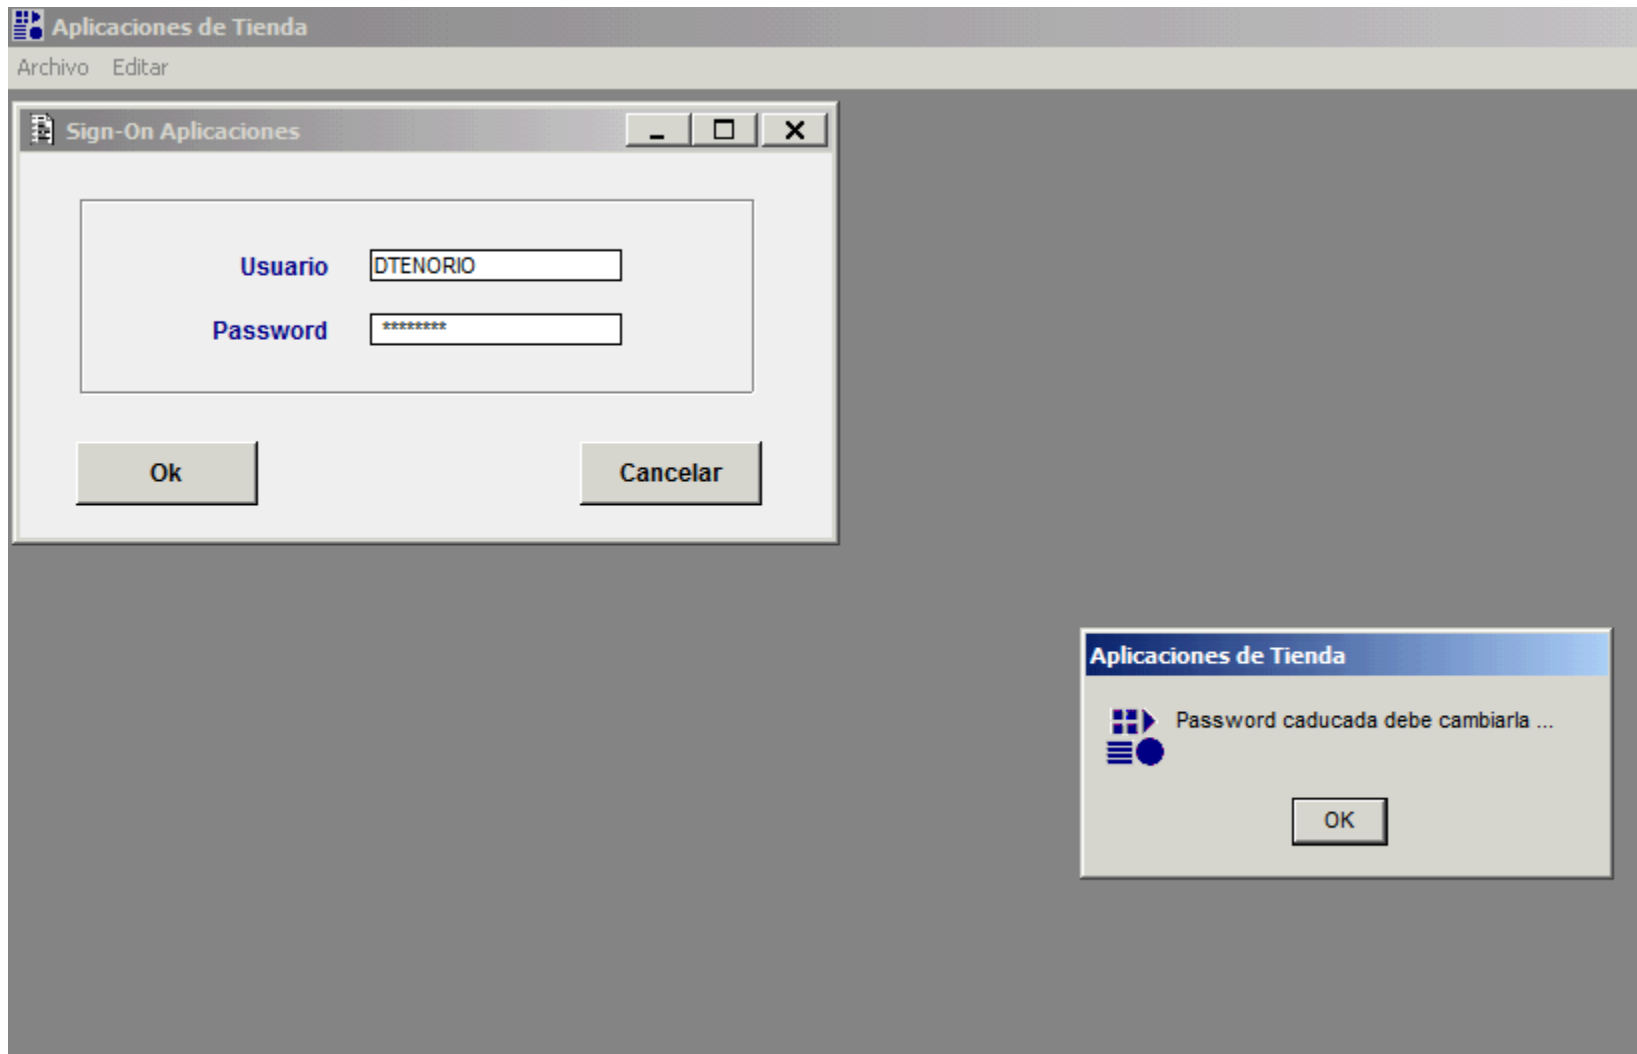 Aplicaciones de Tienda
Archivo Editar
Sign-On Aplicaciones
Usuario DTENORIO
Password ********
Ok Cancelar
Aplicaciones de Tienda
Password caducada debe cambiarla ...
OK